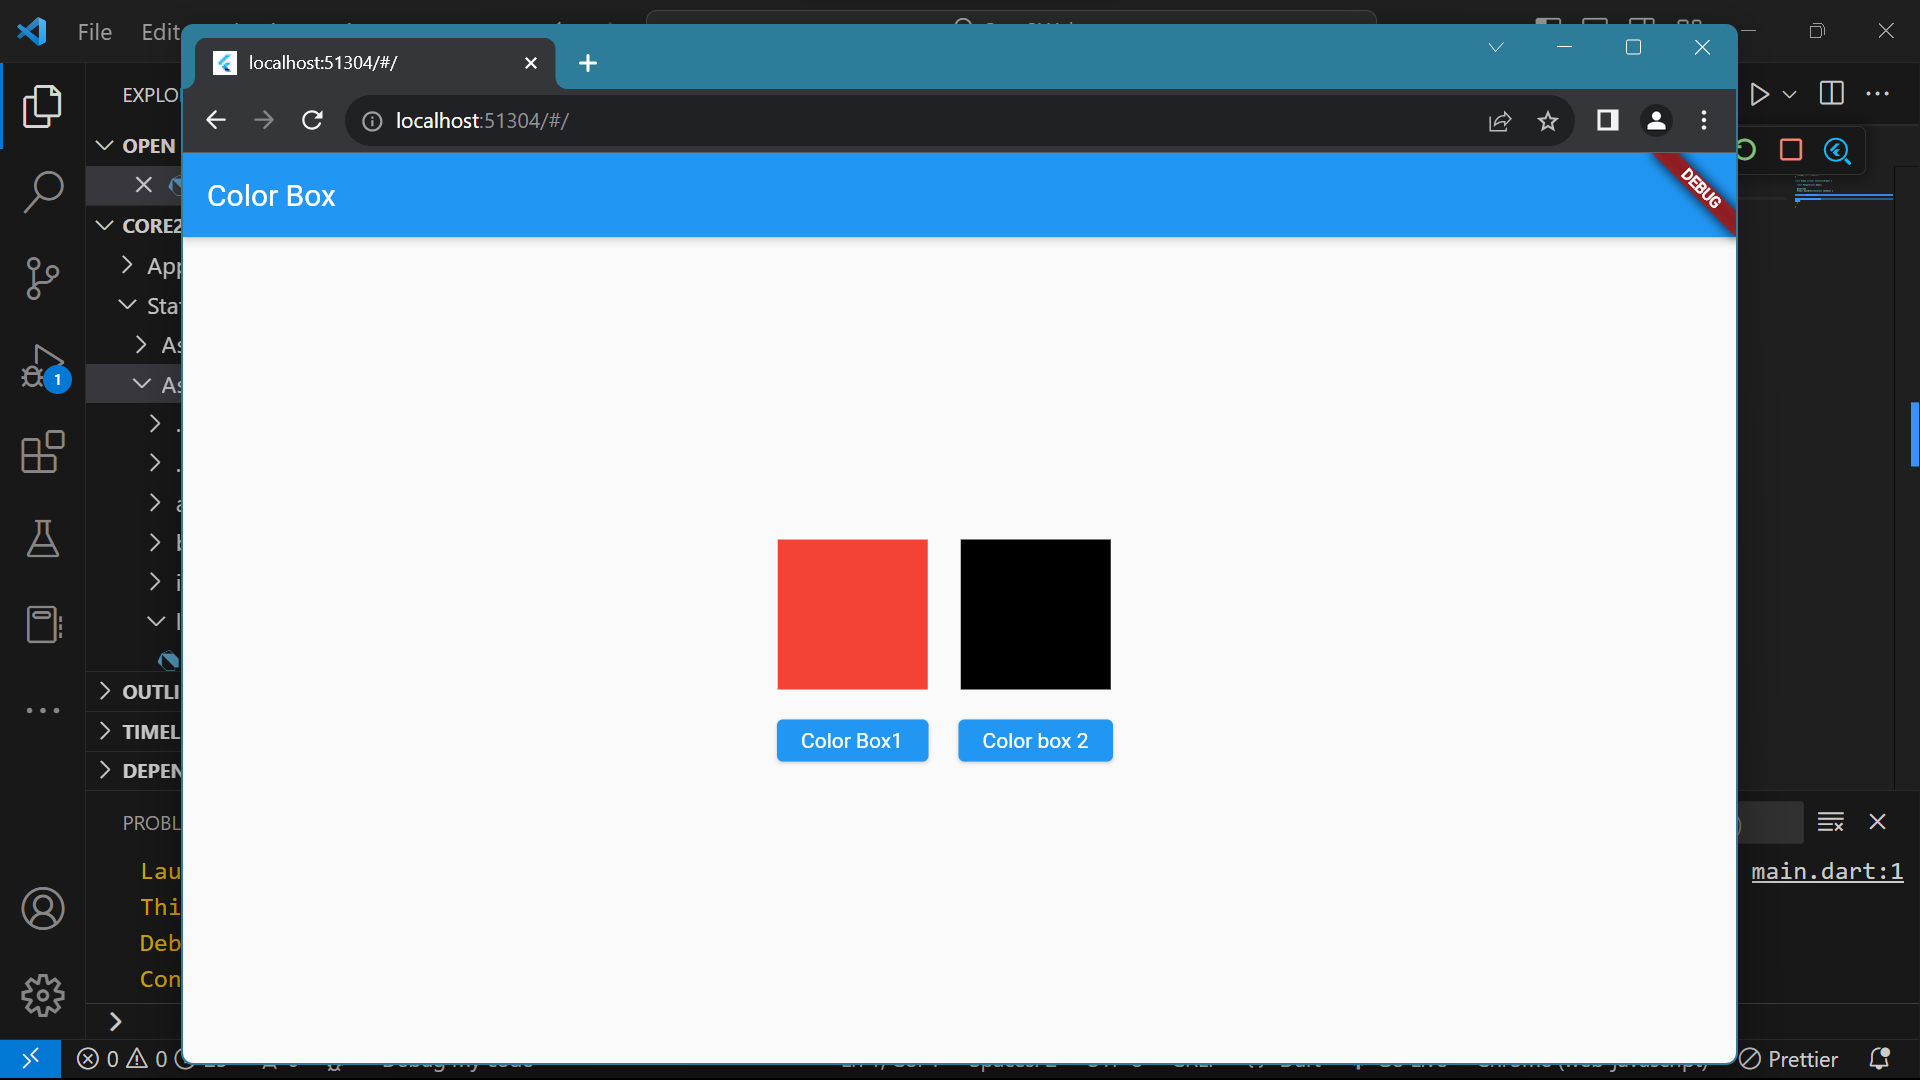 File Edit
localhost:51304/#/
localhost:51304/#/
EXPLO
OPEN
Color Box
DEBUG
CORE2
App
Sta
As
As
OUTLI
Color Box1 Color box 2
TIMEL
DEPEN
PROBL
Lau main.dart:1
Thi
Deb
Con
1
0 0 Prettier